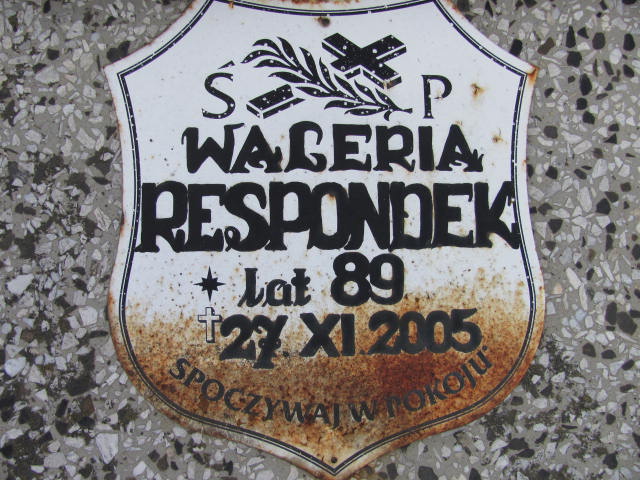 Ś P
WALERIA
RESPONDEK
* lat 89
† 27. XI. 2005
SPOCZYWAJ W POKOJU